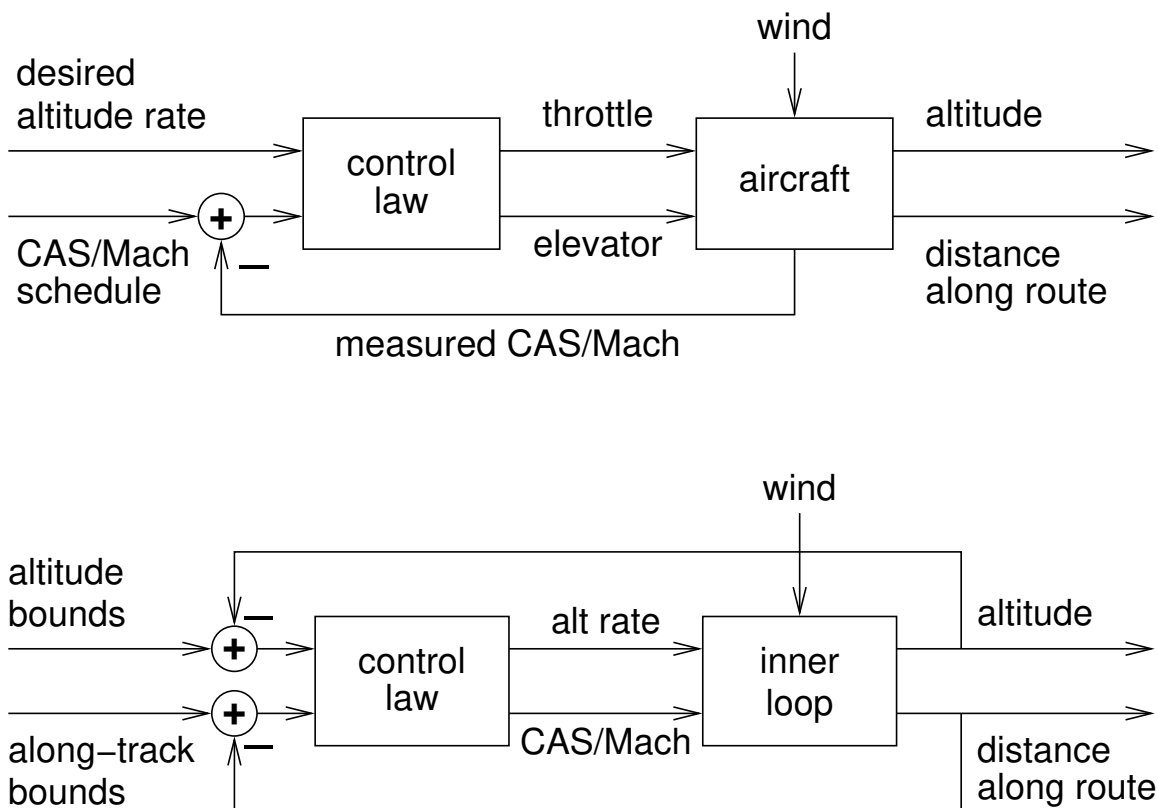 wind
desired
altitude rate
throttle
altitude
control
law
aircraft
+
CAS/Mach
schedule
−
elevator
distance
along route
measured CAS/Mach
wind
altitude
bounds
−
alt rate
altitude
+
control
law
inner
loop
+
along−track
bounds
−
CAS/Mach
distance
along route